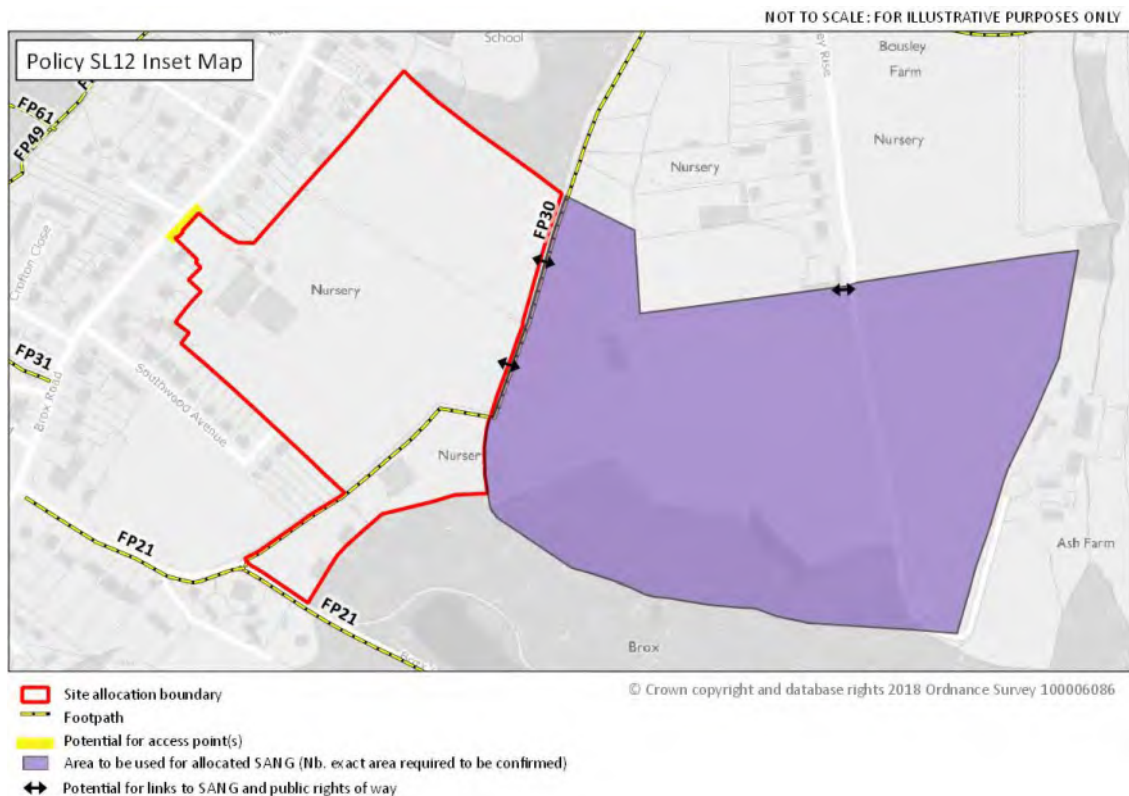 NOT TO SCALE: FOR ILLUSTRATIVE PURPOSES ONLY
Policy SL12 Inset Map
School
Bousley
Farm
Nursery
Nursery
FP61
FP49
FP30
Crofton Close
Nursery
FP31
Brox Road
Southwood Avenue
Nurser
FP21
FP21
Ash Farm
Brox
© Crown copyright and database rights 2018 Ordnance Survey 100006086
Site allocation boundary
Footpath
Potential for access point(s)
Area to be used for allocated SANG (Nb. exact area required to be confirmed)
Potential for links to SANG and public rights of way